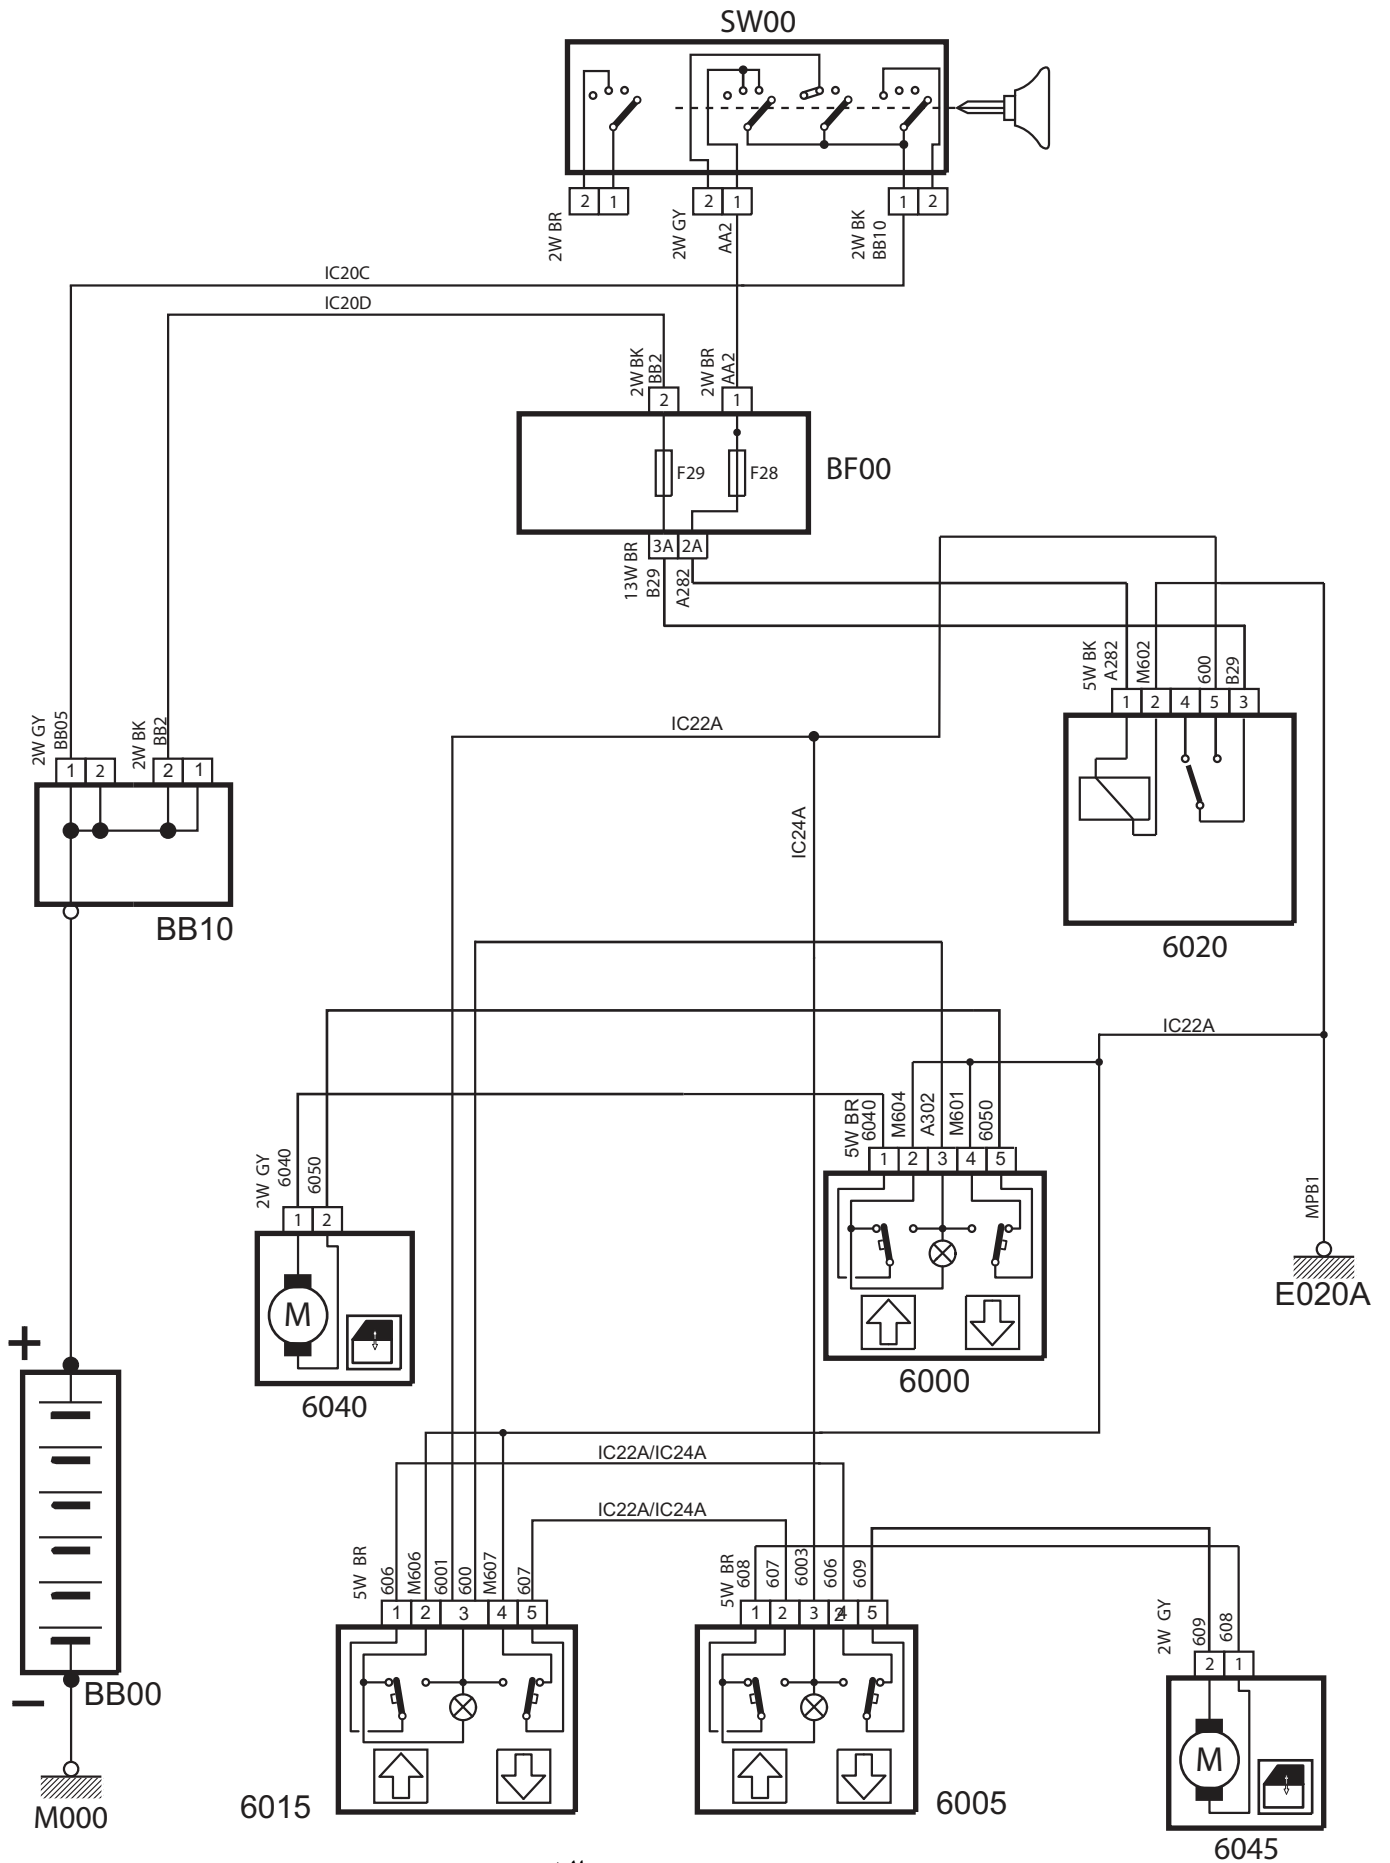 SW00
2 1 2 1 1 2
2W BR
2W GY
AA2
2W BK
BB10
IC20C
IC20D
2W BK
BB2
2W BR
AA2
2 1
F29 F28
BF00
3A 2A
13W BR
B29
A282
5W BK
A282
M602
600
B29
1 2 4 5 3
6020
IC22A
IC24A
2W GY
BB05
2W BK
BB2
1 2 2 1
BB10
IC22A
5W BR
6040
M604
A302
M601
6050
1 2 3 4 5
6000
MPB1
E020A
2W GY
6040
6050
1 2
M
6040
+
−
BB00
M000
IC22A/IC24A
IC22A/IC24A
5W BR
606
M606
6001
600
M607
607
1 2 3 4 5
6015
5W BR
608
607
6003
606
609
1 2 3 4 5
6005
2W GY
609
608
2 1
M
6045